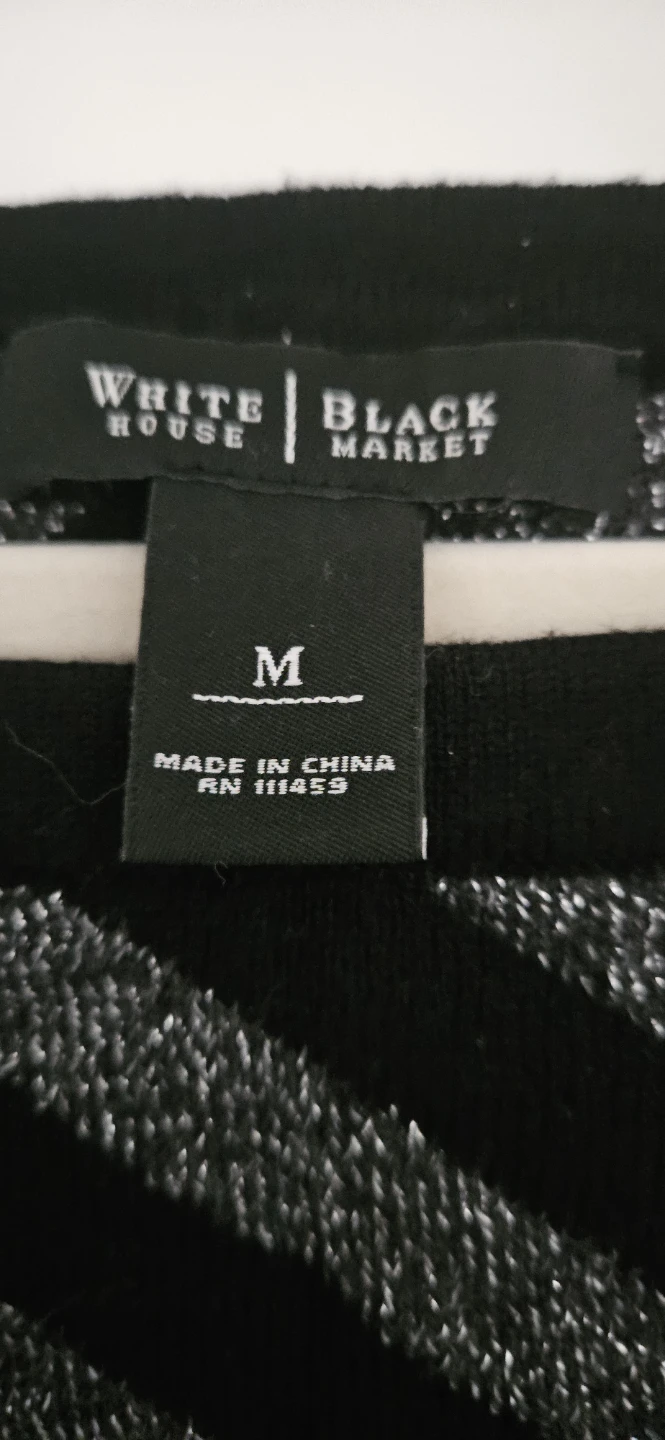 WHITE | BLACK
HOUSE | MARKET
M
MADE IN CHINA
RN 111459